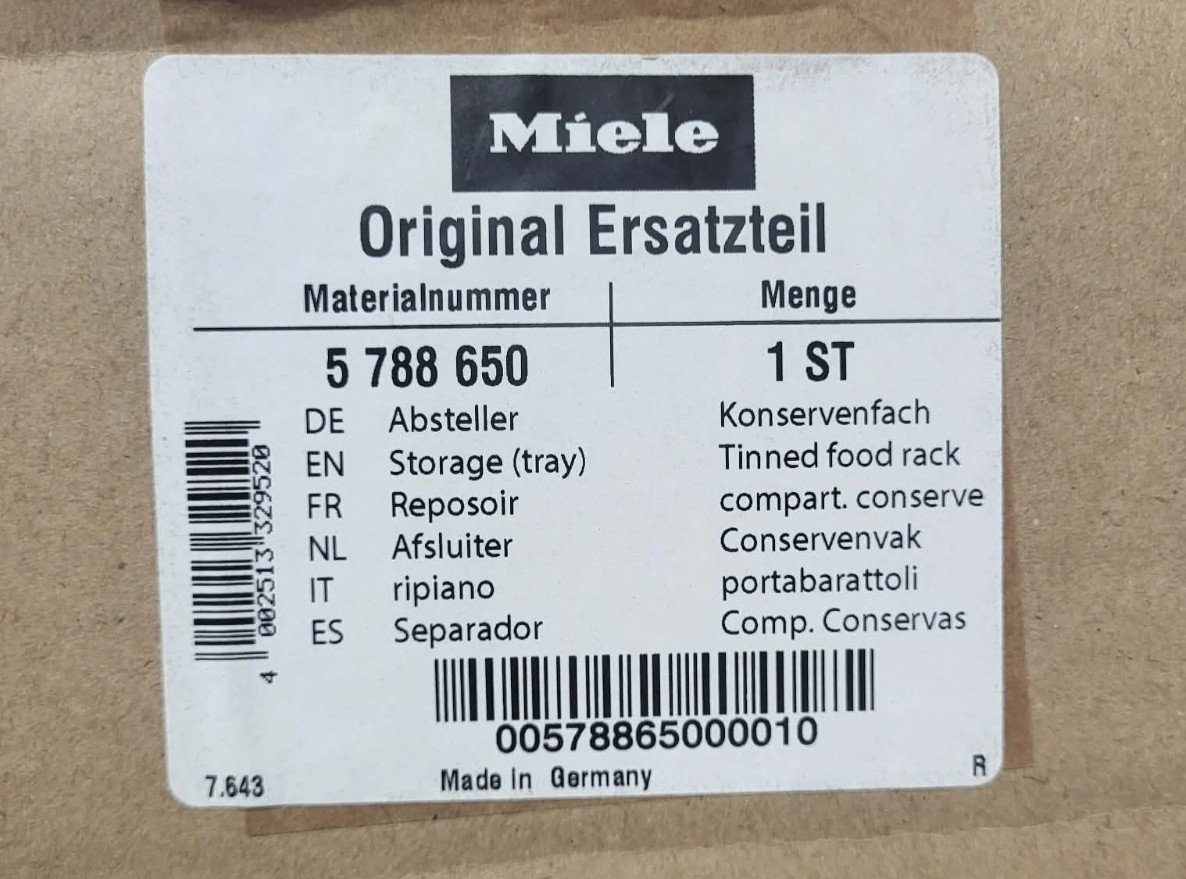 Miele
Original Ersatzteil
Materialnummer Menge
5 788 650 1 ST
DE Absteller Konservenfach
EN Storage (tray) Tinned food rack
FR Reposoir compart. conserve
NL Afsluiter Conservenvak
IT ripiano portabarattoli
ES Separador Comp. Conservas
4 002513 329520
00578865000010
7.643 Made in Germany R